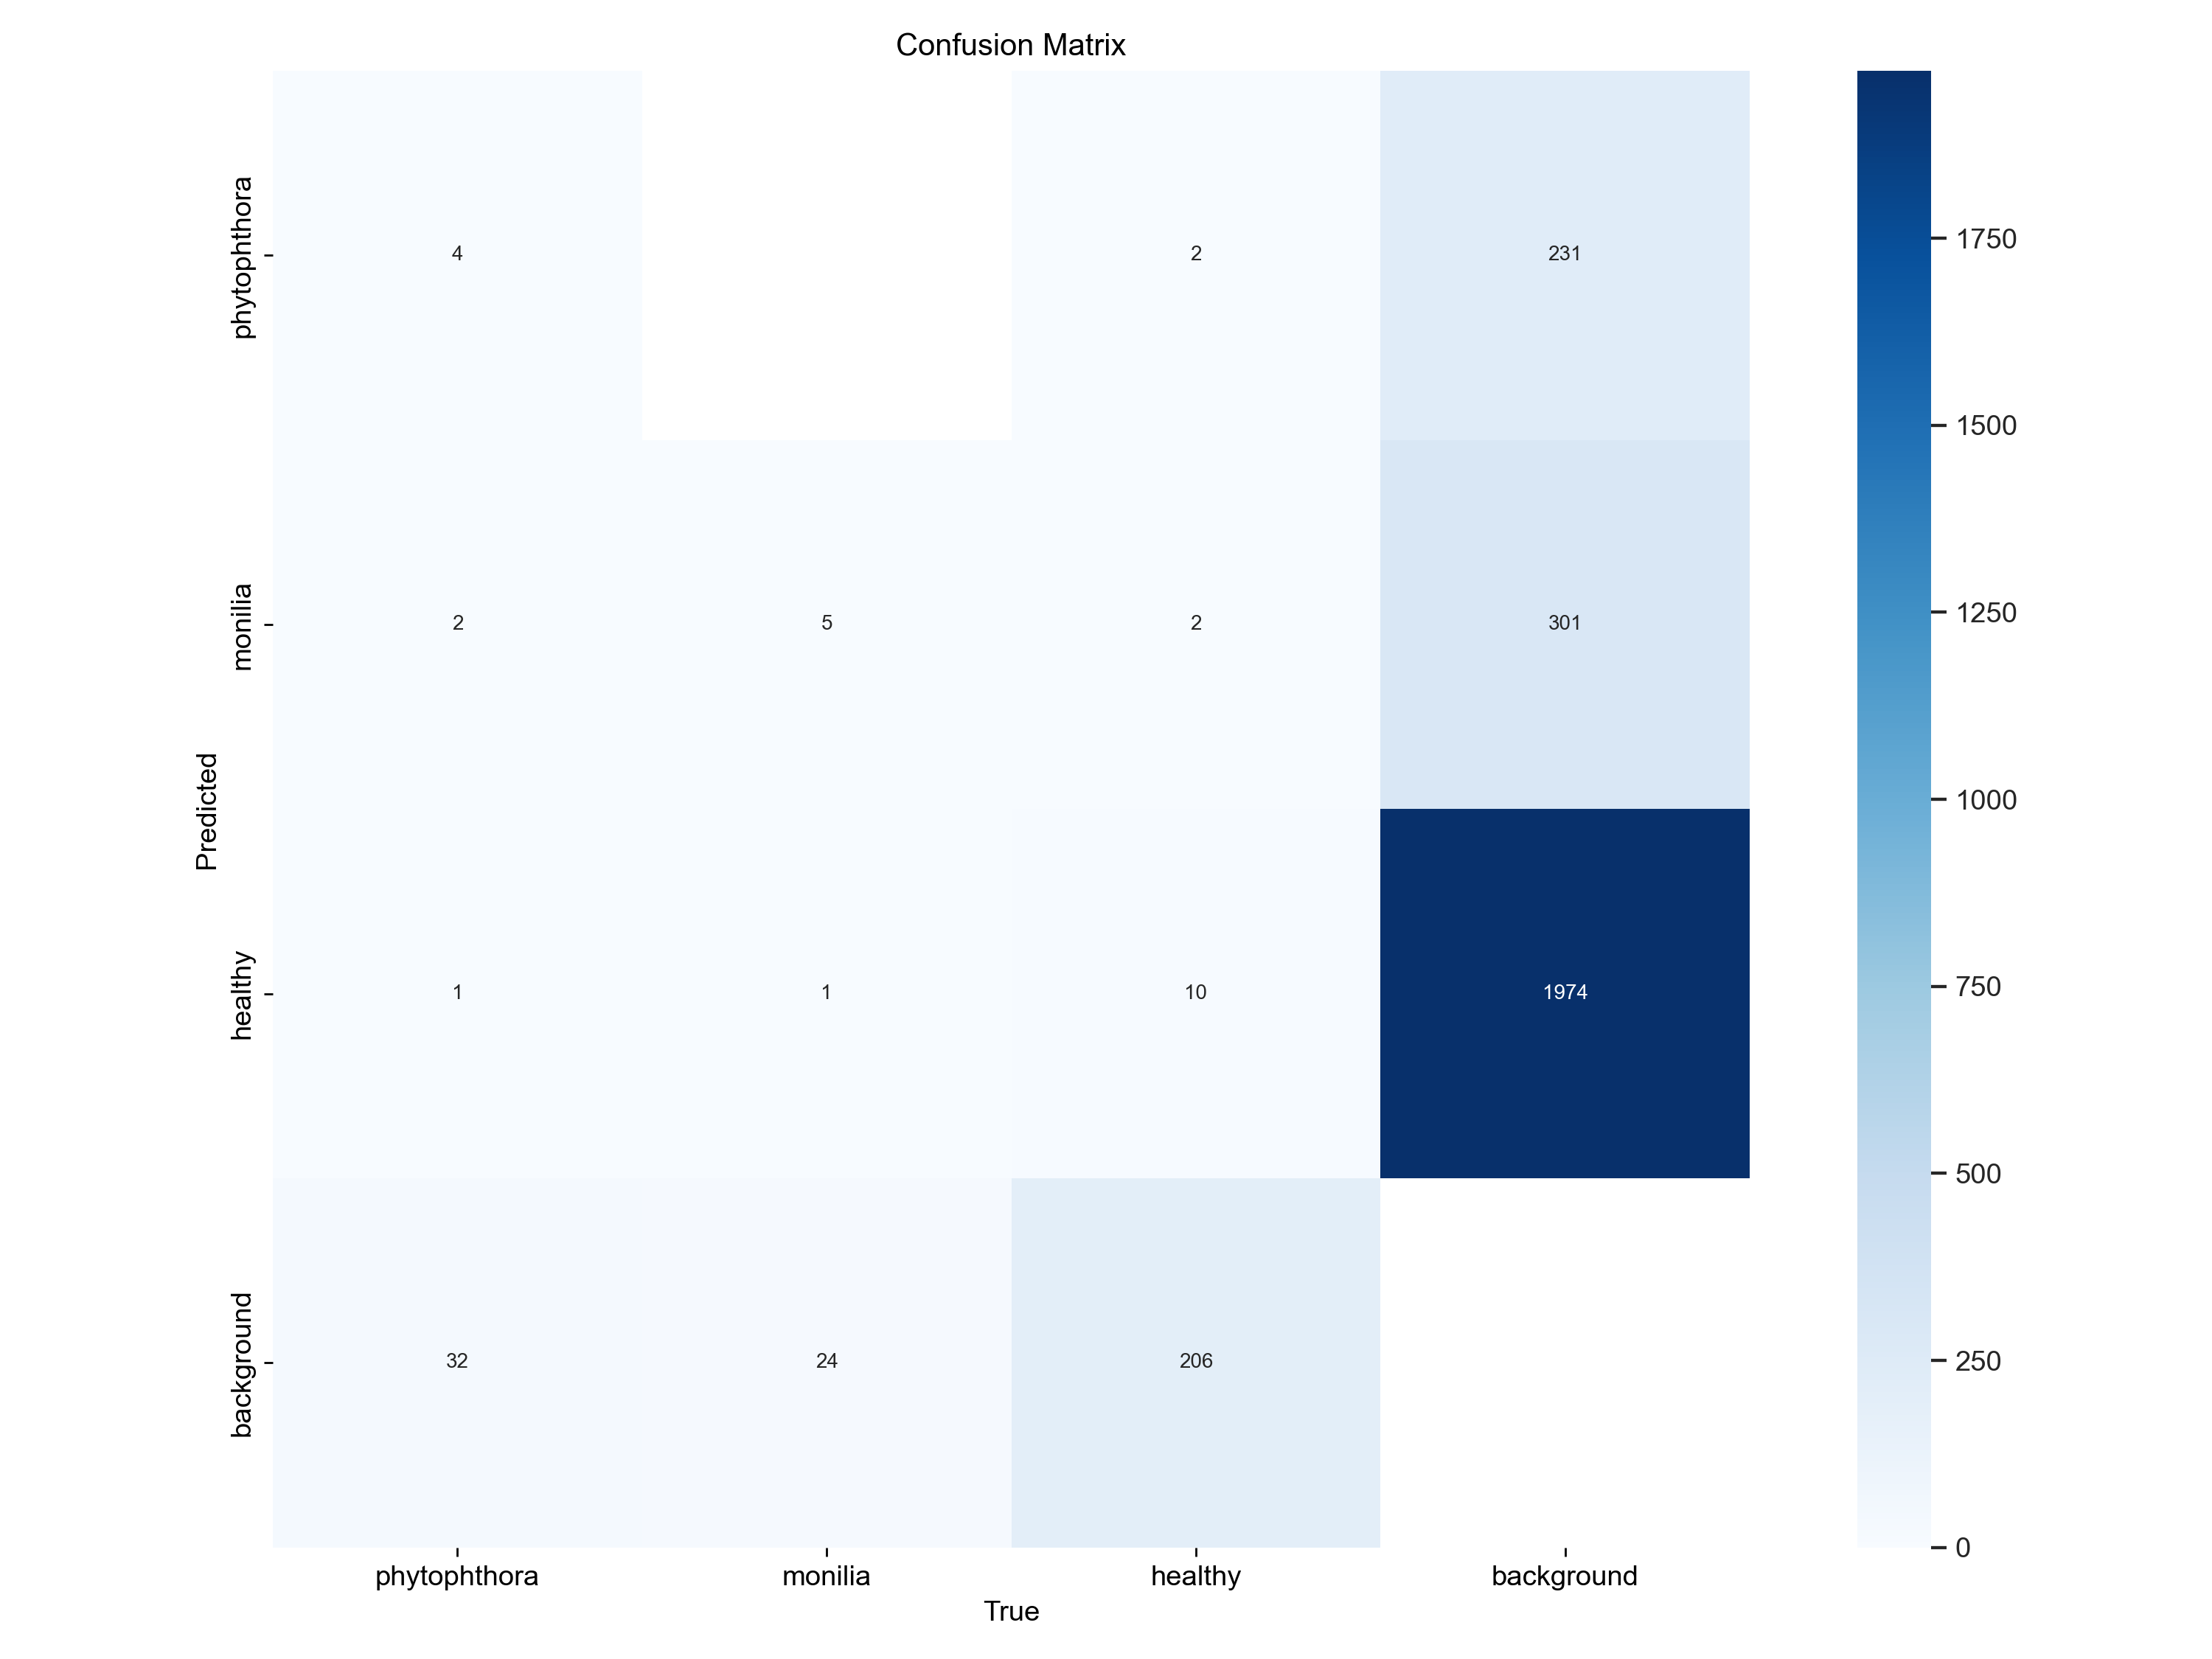 Confusion Matrix
phytophthora
4
2
231
monilia
2
5
2
301
healthy
1
1
10
1974
background
32
24
206
Predicted
phytophthora
monilia
healthy
background
True
1750
1500
1250
1000
750
500
250
0